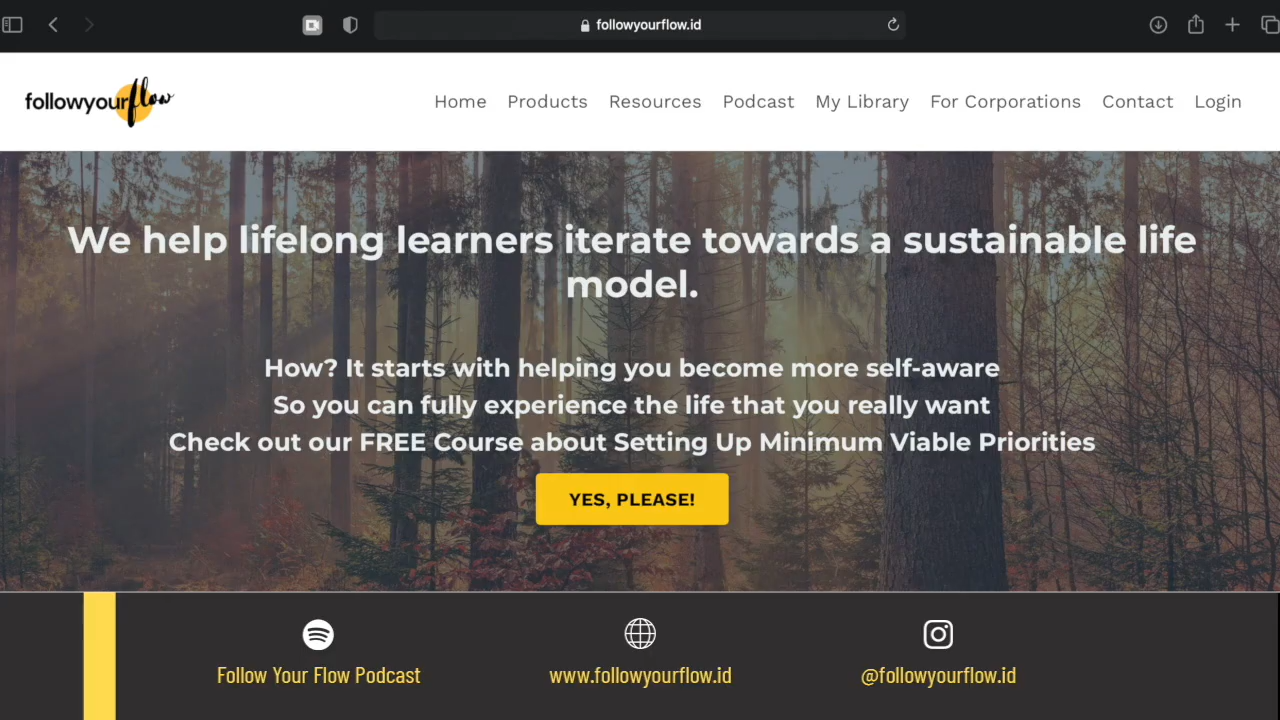 followyourflow.id
followyourflow
Home Products Resources Podcast My Library For Corporations Contact Login
We help lifelong learners iterate towards a sustainable life
model.
How? It starts with helping you become more self-aware
So you can fully experience the life that you really want
Check out our FREE Course about Setting Up Minimum Viable Priorities
YES, PLEASE!
Follow Your Flow Podcast
www.followyourflow.id
@followyourflow.id